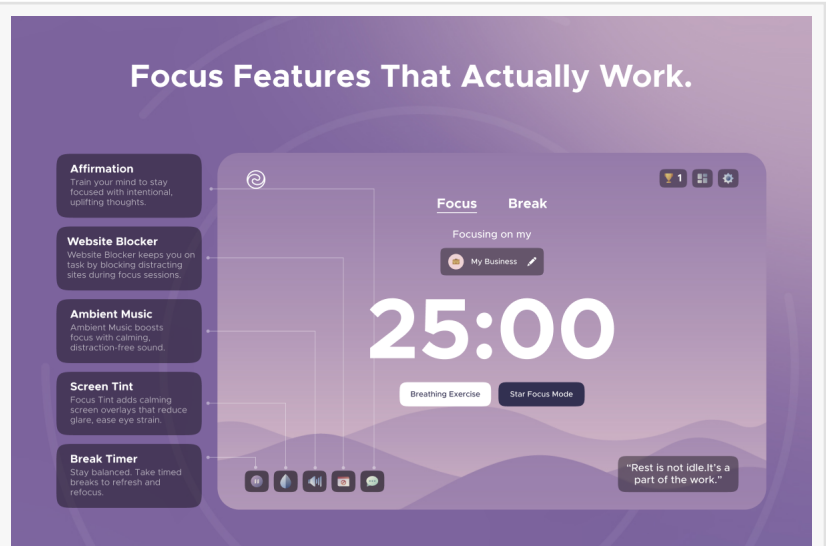 Focus Features That Actually Work.
Affirmation
Train your mind to stay
focused with intentional,
uplifting thoughts.
Website Blocker
Website Blocker keeps you on
task by blocking distracting
sites during focus sessions.
Ambient Music
Ambient Music boosts
focus with calming,
distraction-free sound.
Screen Tint
Focus Tint adds calming
screen overlays that reduce
glare, ease eye strain.
Break Timer
Stay balanced. Take timed
breaks to refresh and
refocus.
1
Focus Break
Focusing on my
My Business
25:00
Breathing Exercise Star Focus Mode
“Rest is not idle.It’s a
part of the work.”